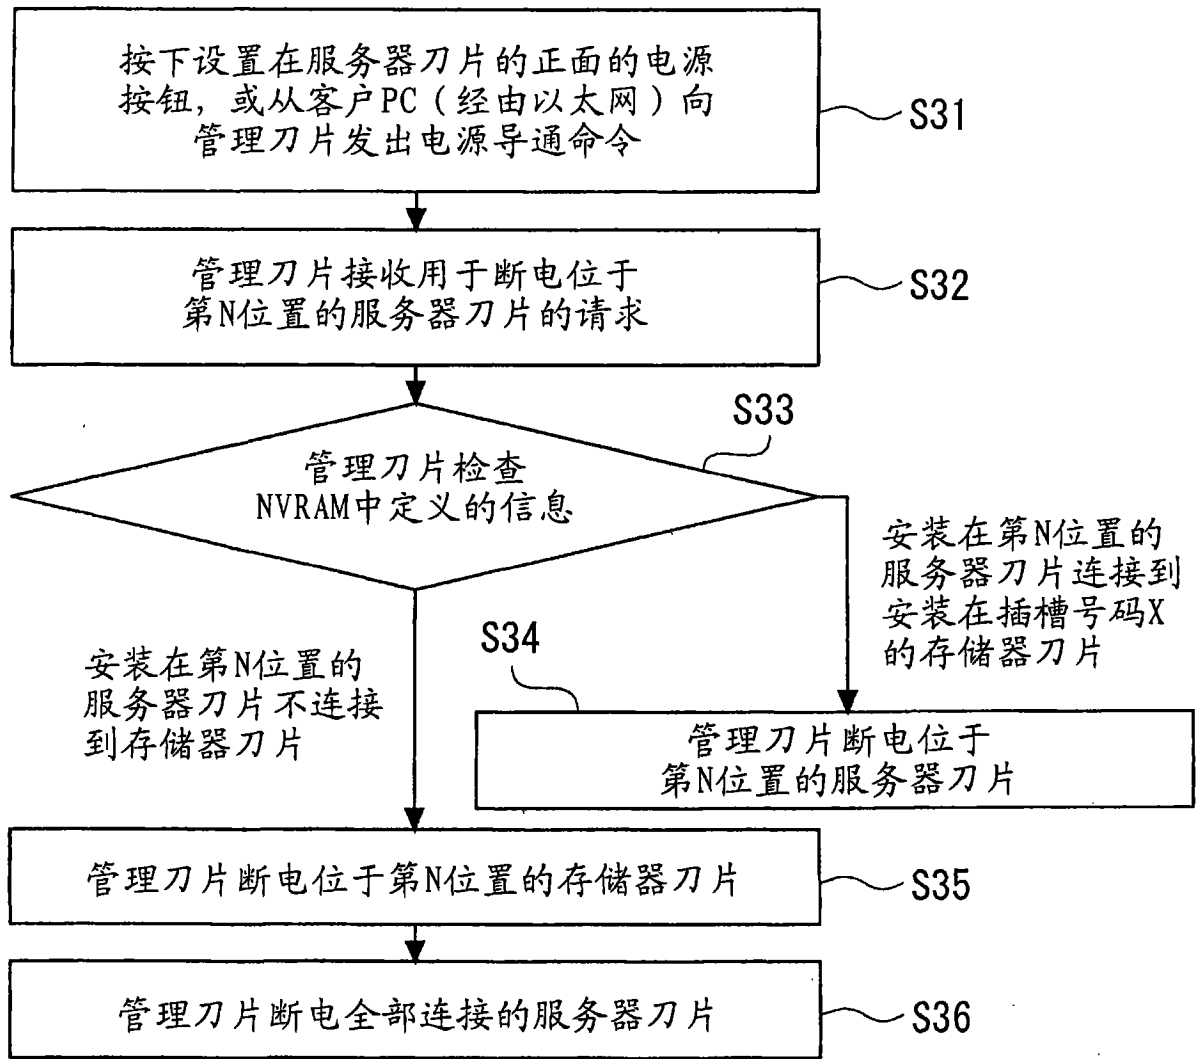 按下设置在服务器刀片的正面的电源
按钮，或从客户PC（经由以太网）向
管理刀片发出电源导通命令
S31
管理刀片接收用于断电位于
第N位置的服务器刀片的请求
S32
S33
管理刀片检查
NVRAM中定义的信息
安装在第N位置的
服务器刀片连接到
安装在插槽号码X
的存储器刀片
S34
安装在第N位置的
服务器刀片不连接
到存储器刀片
管理刀片断电位于
第N位置的服务器刀片
管理刀片断电位于第N位置的存储器刀片
S35
管理刀片断电全部连接的服务器刀片
S36